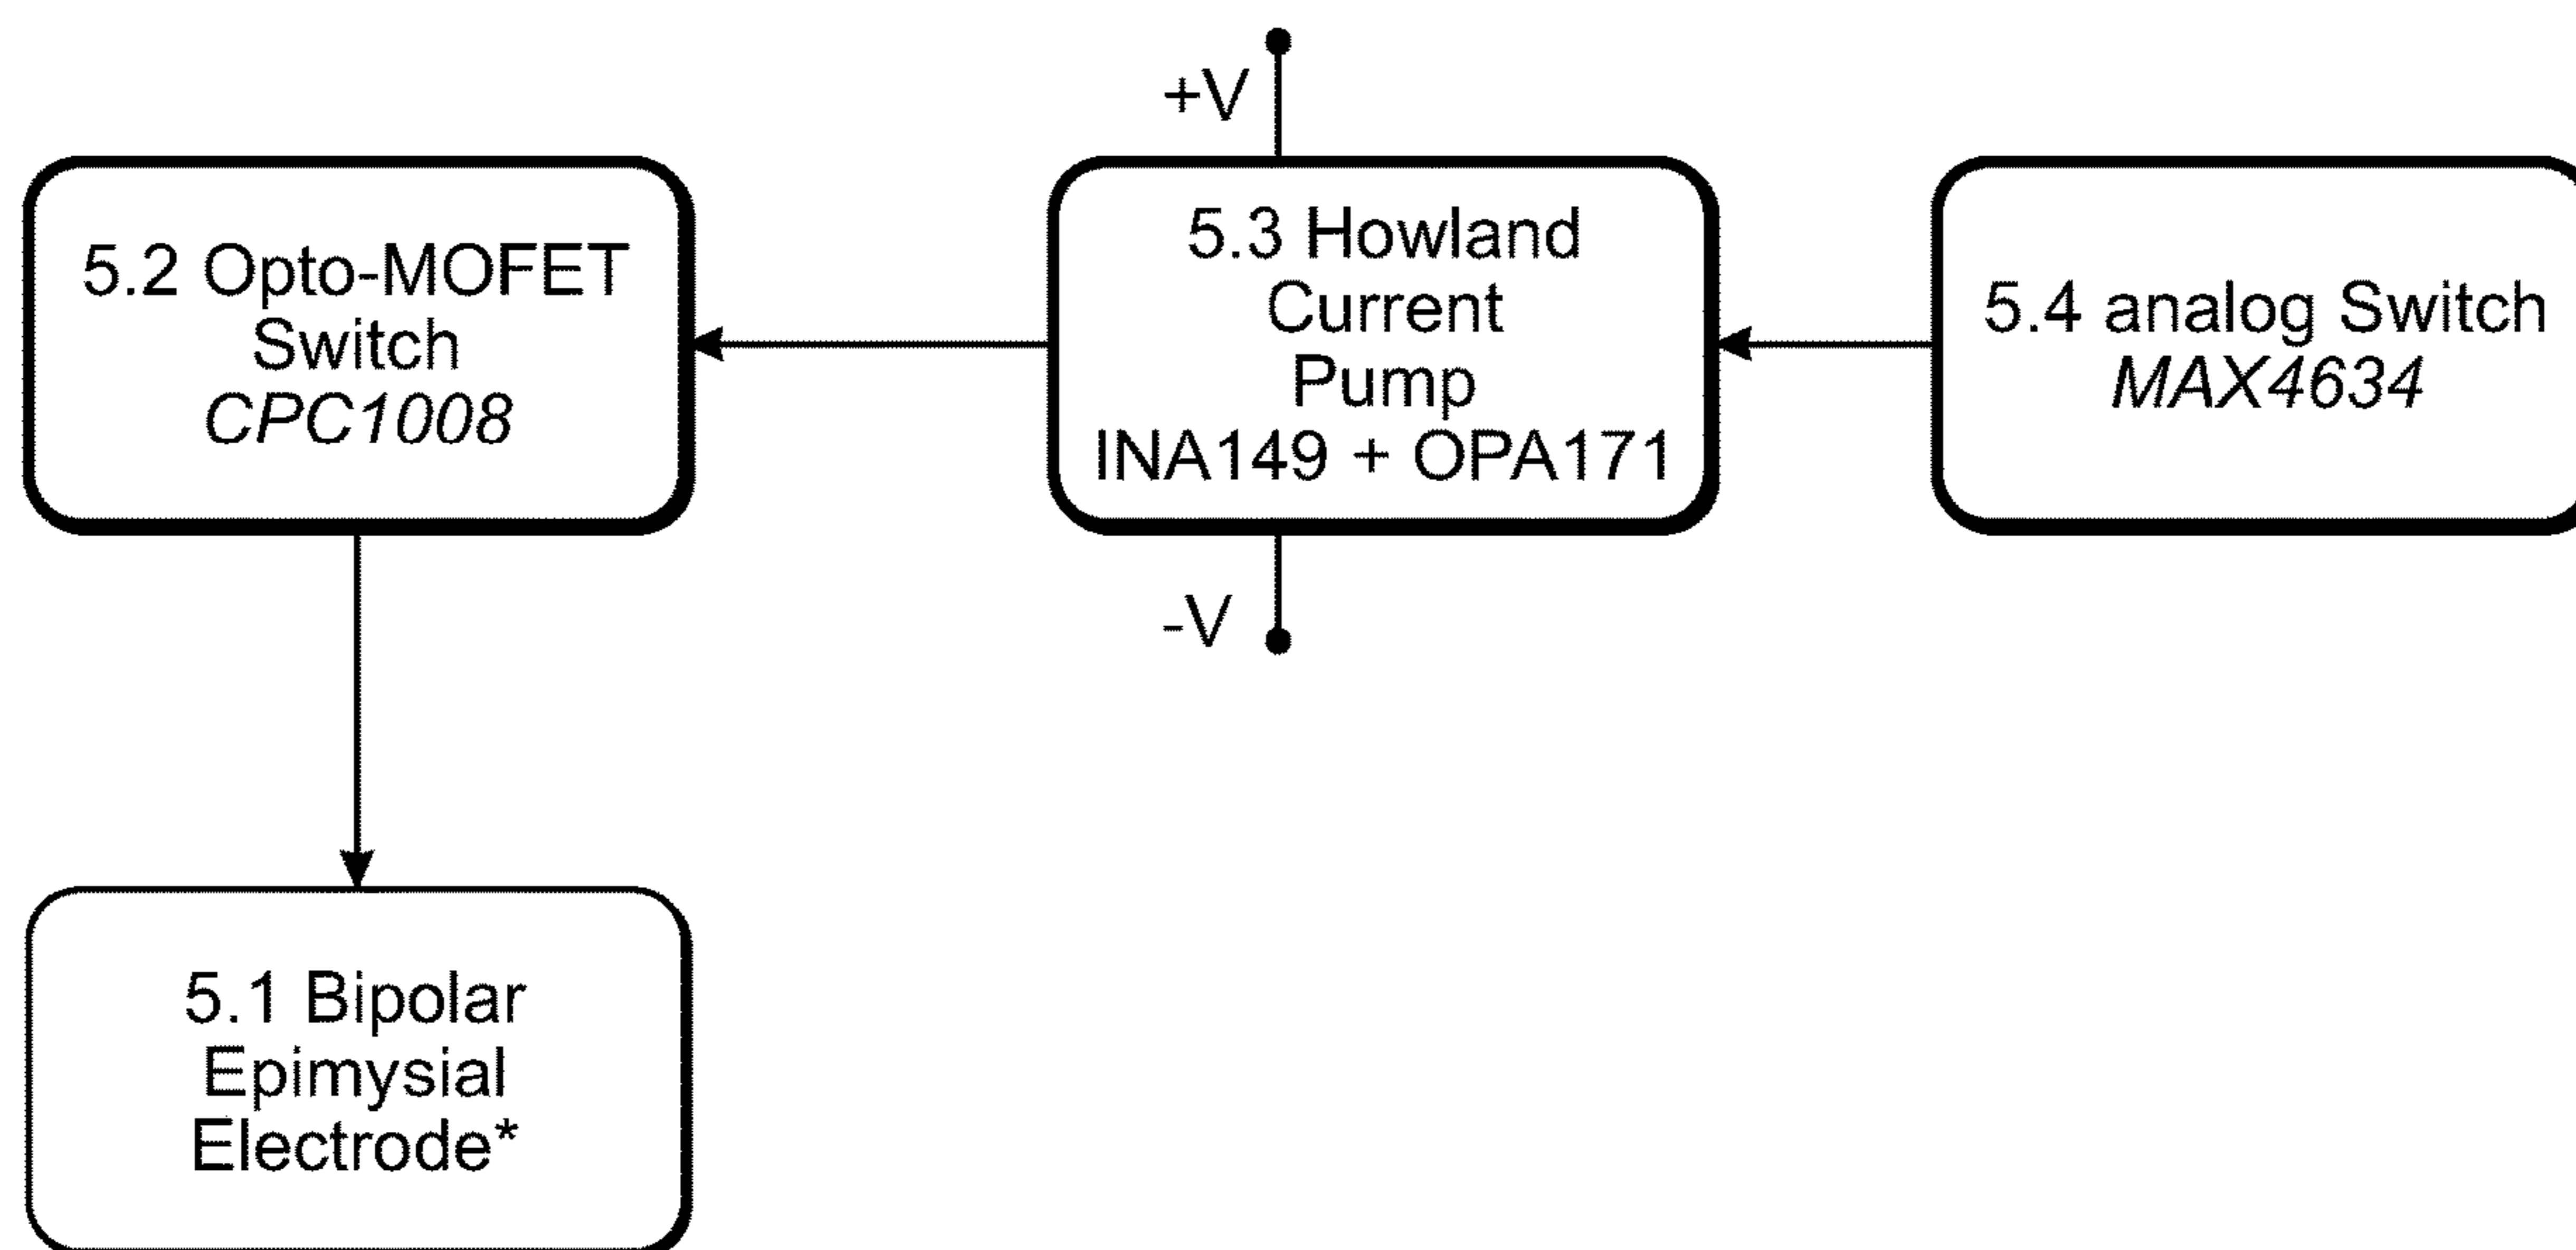 +V
5.2 Opto-MOFET
Switch
CPC1008
5.3 Howland
Current
Pump
INA149 + OPA171
5.4 analog Switch
MAX4634
-V
5.1 Bipolar
Epimysial
Electrode*